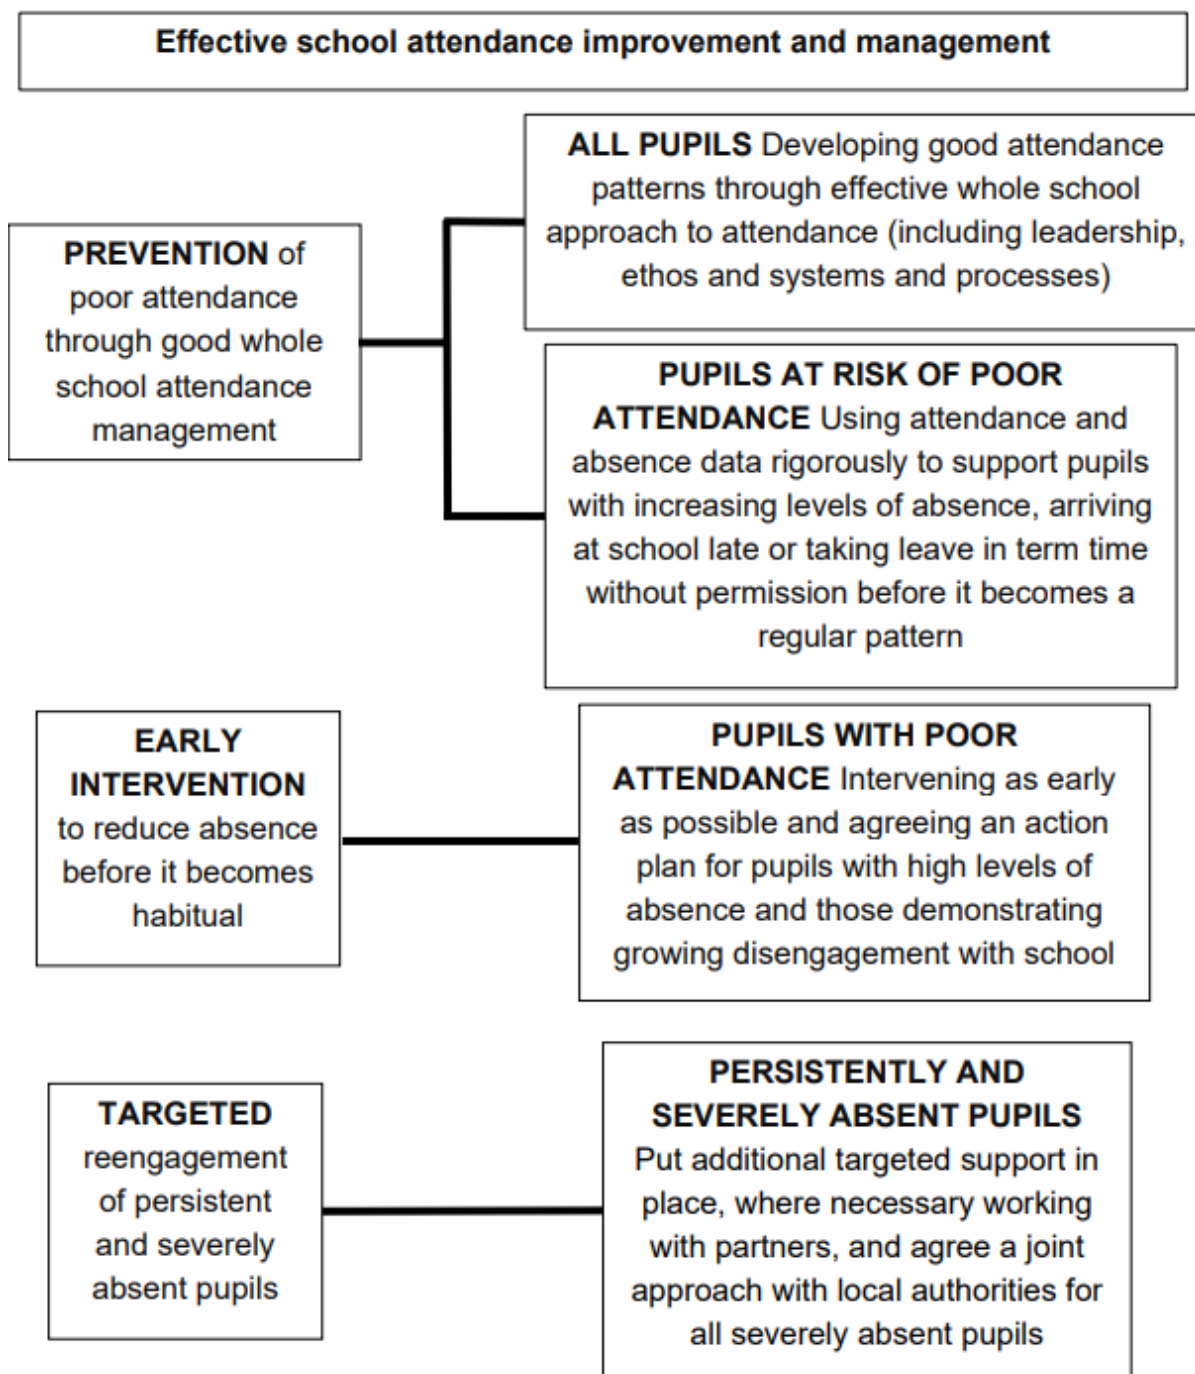 Effective school attendance improvement and management
PREVENTION of
poor attendance
through good whole
school attendance
management
ALL PUPILS Developing good attendance
patterns through effective whole school
approach to attendance (including leadership,
ethos and systems and processes)
PUPILS AT RISK OF POOR
ATTENDANCE Using attendance and
absence data rigorously to support pupils
with increasing levels of absence, arriving
at school late or taking leave in term time
without permission before it becomes a
regular pattern
EARLY
INTERVENTION
to reduce absence
before it becomes
habitual
PUPILS WITH POOR
ATTENDANCE Intervening as early
as possible and agreeing an action
plan for pupils with high levels of
absence and those demonstrating
growing disengagement with school
TARGETED
reengagement
of persistent
and severely
absent pupils
PERSISTENTLY AND
SEVERELY ABSENT PUPILS
Put additional targeted support in
place, where necessary working
with partners, and agree a joint
approach with local authorities for
all severely absent pupils